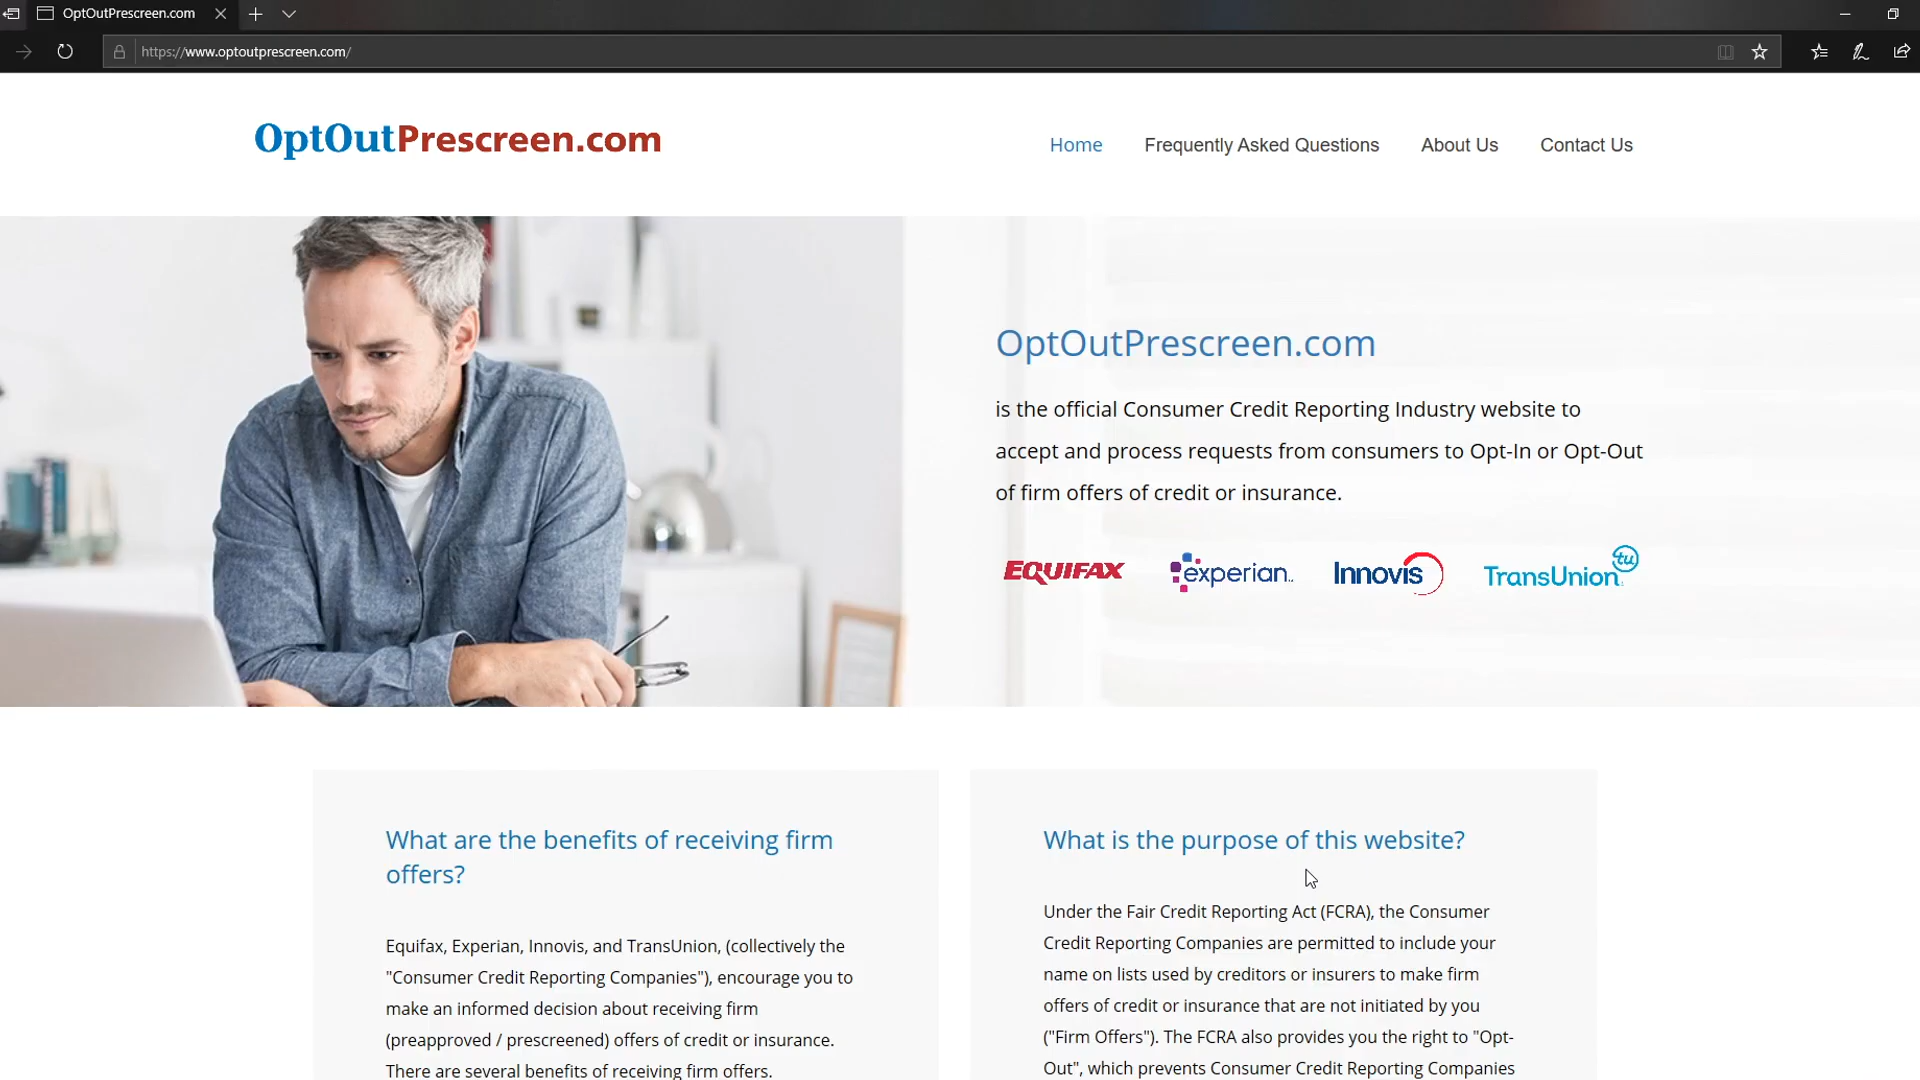 OptOutPrescreen.com
https://www.optoutprescreen.com/
OptOutPrescreen.com
Home Frequently Asked Questions About Us Contact Us
OptOutPrescreen.com
is the official Consumer Credit Reporting Industry website to
accept and process requests from consumers to Opt-In or Opt-Out
of firm offers of credit or insurance.
EQUIFAX experian. Innovis TransUnion tu
What are the benefits of receiving firm
offers?
Equifax, Experian, Innovis, and TransUnion, (collectively the
"Consumer Credit Reporting Companies"), encourage you to
make an informed decision about receiving firm
(preapproved / prescreened) offers of credit or insurance.
There are several benefits of receiving firm offers.
What is the purpose of this website?
Under the Fair Credit Reporting Act (FCRA), the Consumer
Credit Reporting Companies are permitted to include your
name on lists used by creditors or insurers to make firm
offers of credit or insurance that are not initiated by you
("Firm Offers"). The FCRA also provides you the right to "Opt-
Out", which prevents Consumer Credit Reporting Companies